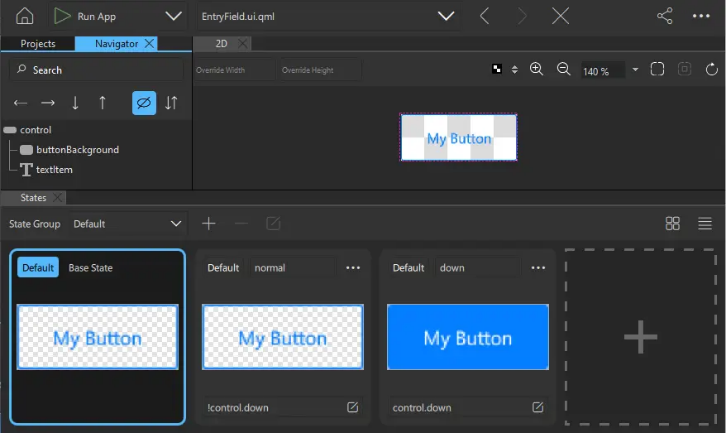 Run App
EntryField.ui.qml
Projects
Navigator
2D
Search
Override Width
Override Height
140 %
My Button
control
buttonBackground
textItem
States
State Group
Default
Default
Base State
Default
normal
Default
down
My Button
My Button
My Button
!control.down
control.down